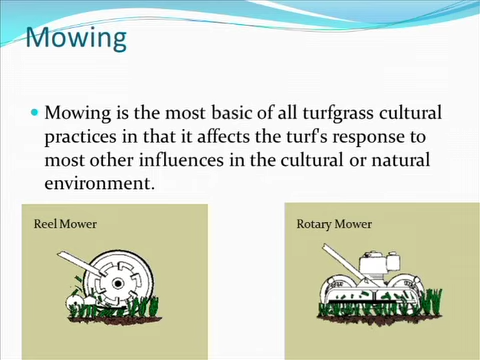 Mowing
Mowing is the most basic of all turfgrass cultural
practices in that it affects the turf's response to
most other influences in the cultural or natural
environment.
Reel Mower
Rotary Mower